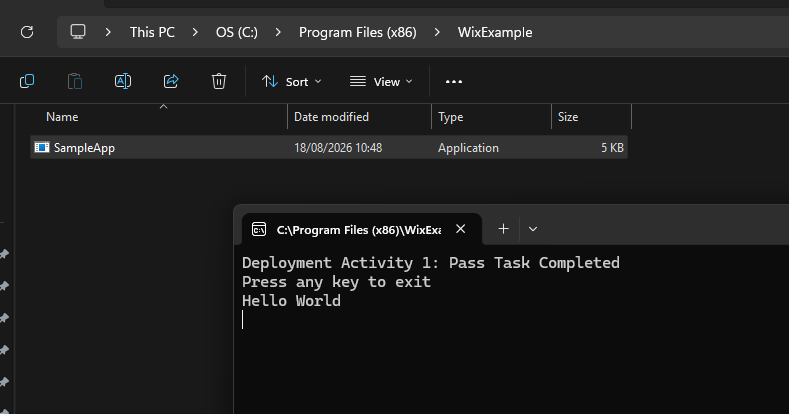 This PC > OS (C:) > Program Files (x86) > WixExample
Sort View
Name Date modified Type Size
SampleApp 18/08/2026 10:48 Application 5 KB
C:\Program Files (x86)\WixExa
Deployment Activity 1: Pass Task Completed
Press any key to exit
Hello World